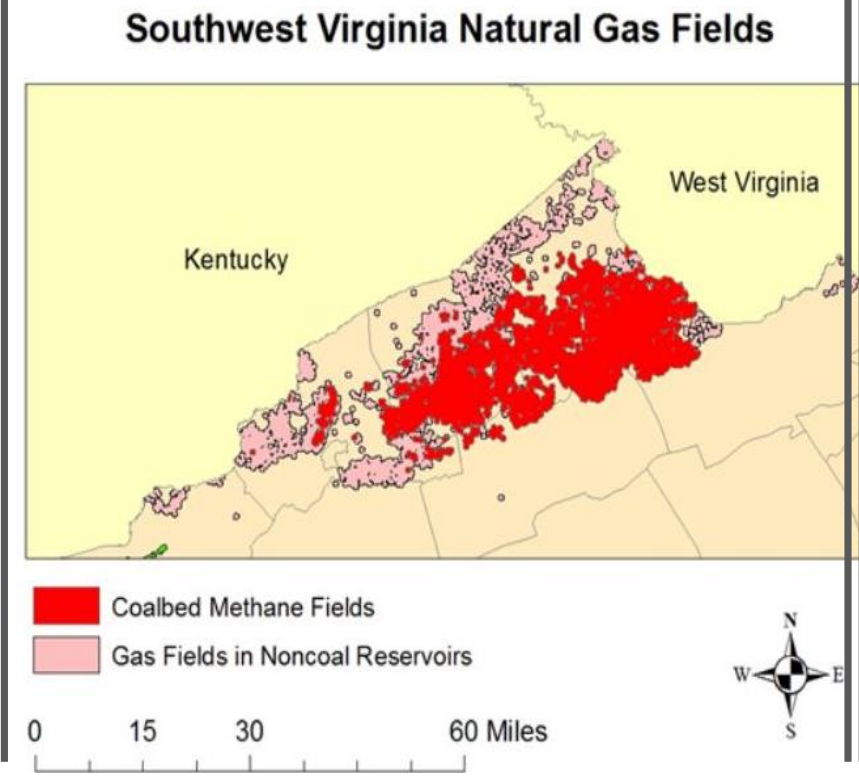 Southwest Virginia Natural Gas Fields
West Virginia
Kentucky
Coalbed Methane Fields
Gas Fields in Noncoal Reservoirs
N
W E
S
0 15 30 60 Miles